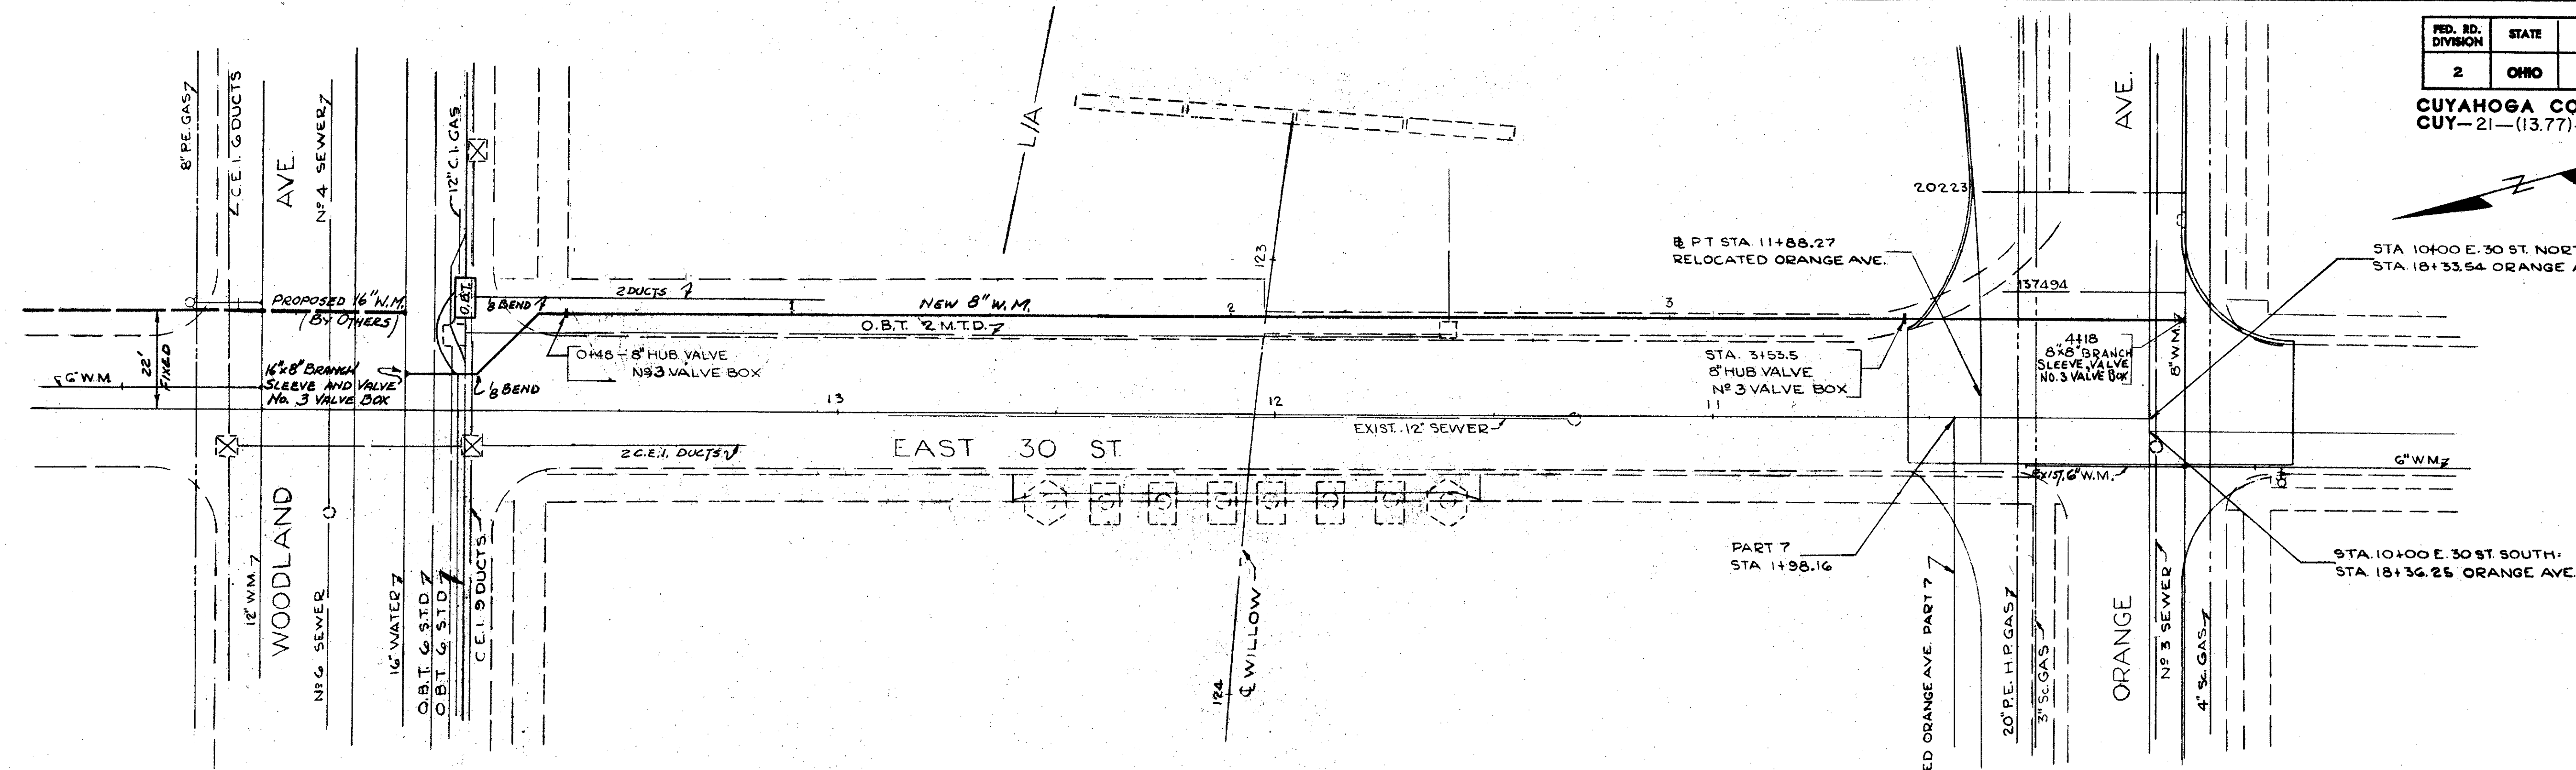 FED. RD. DIVISION
STATE
2
OHIO
CUYAHOGA CO
CUY-21-(13.77)
Z
8" P.E. GAS
2 C.E.I. 6 DUCTS
AVE.
Nº 4 SEWER
12" C.I. GAS
L/A
AVE.
20223
123
₧ P T STA. 11+88.27
RELOCATED ORANGE AVE.
STA 10+00 E. 30 ST. NORT
STA. 18+33.54 ORANGE A
137494
PROPOSED 16" W.M.
(BY OTHERS)
O.B.T.
⅛ BEND
2 DUCTS
NEW 8" W.M.
2
3
O.B.T. 2 M.T.D.
22'
FIXED
6" W.M.
16"x8" BRANCH
SLEEVE AND VALVE
No. 3 VALVE BOX
0+48 - 8" HUB VALVE
Nº3 VALVE BOX
⅛ BEND
STA. 3+53.5
8" HUB VALVE
Nº 3 VALVE BOX
4+18
8"x8" BRANCH
SLEEVE, VALVE
NO. 3 VALVE BOX
8" W.M.
13
12
11
EXIST. 12" SEWER
EAST 30 ST.
2 C.E.I. DUCTS
EXIST. 6" W.M.
6" W.M.
PART 7
STA 1+98.16
STA. 10+00 E. 30 ST. SOUTH=
STA. 18+36.25 ORANGE AVE.
12" W.M.
WOODLAND
Nº 6 SEWER
16" WATER
O.B.T. 6 S.T.D.
O.B.T. 6 S.T.D
C.E.I. 9 DUCTS
124
℄ WILLOW
ED ORANGE AVE. PART 7
20" P.E. H.P. GAS
3" Sc. GAS
ORANGE
Nº 3 SEWER
4" Sc. GAS